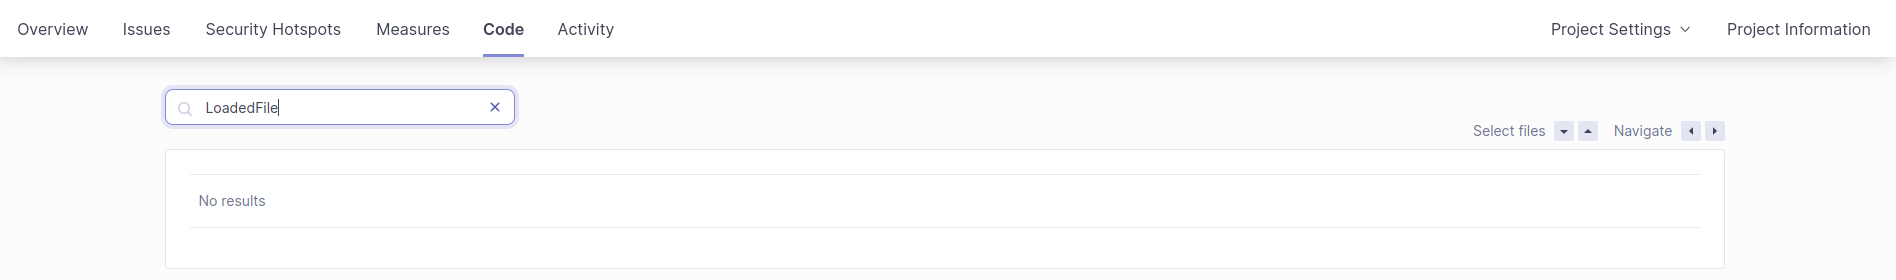 Overview Issues Security Hotspots Measures Code Activity Project Settings Project Information
LoadedFile
Select files Navigate
No results